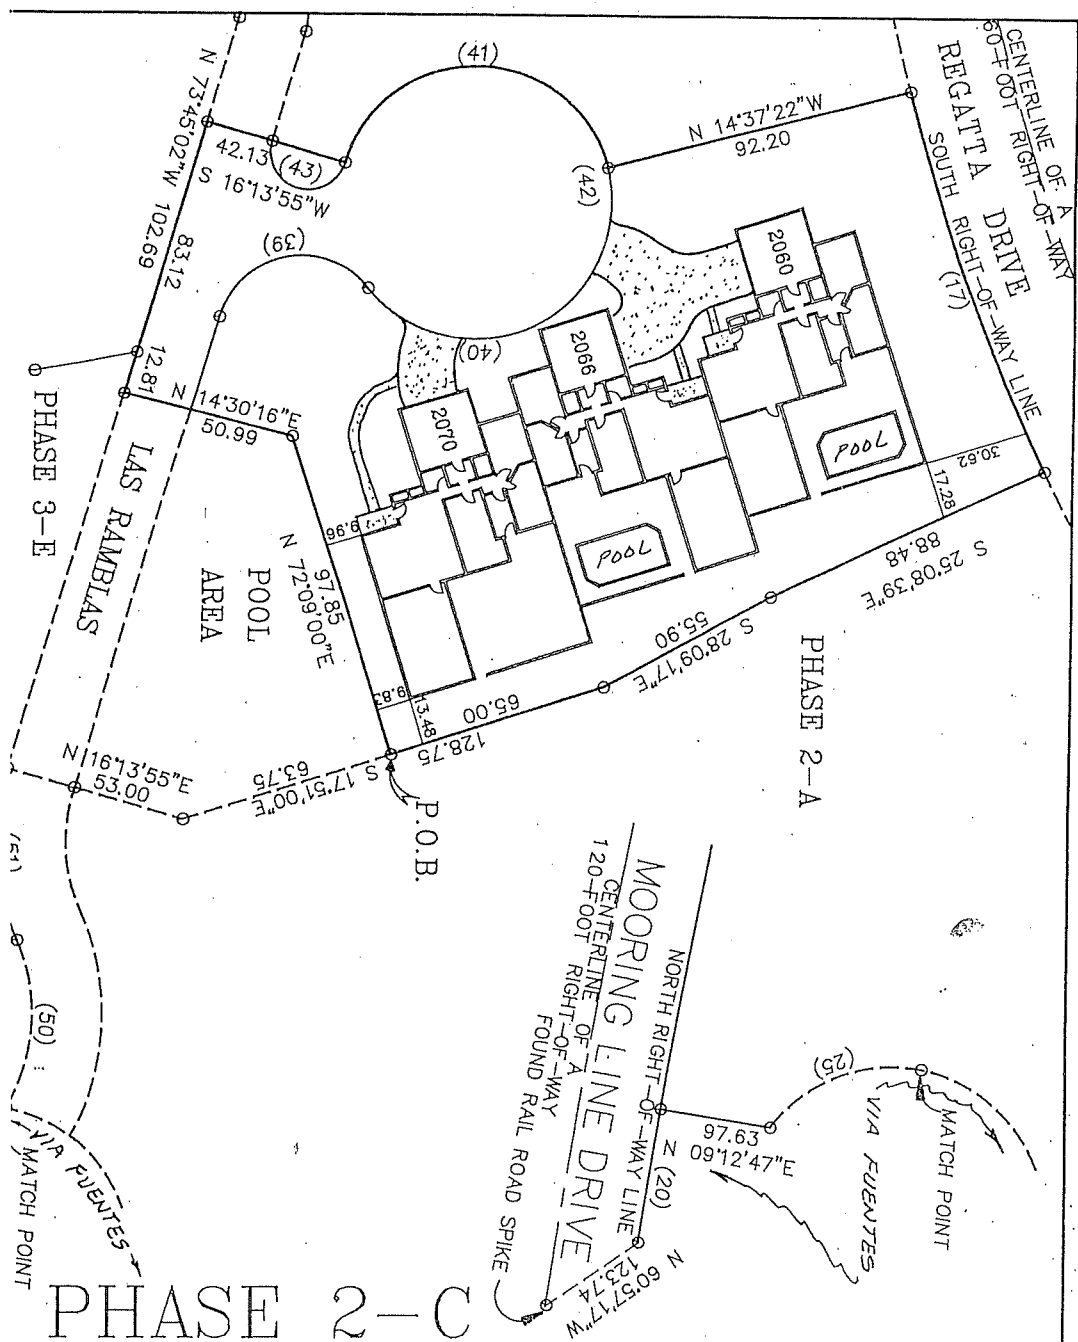 CENTERLINE OF A
60-FOOT RIGHT-OF-WAY
REGATTA DRIVE
SOUTH RIGHT-OF-WAY LINE
(17)
N 14°37'22"W
92.20
(41)
(42)
N 73°45'02"W 102.69
42.13
(43)
S 16°13'55"W
83.12
(39)
(40)
2060
2066
2070
POOL
POOL
30.62
17.28
88.48
S 25°08'39"E
55.90
S 28°09'17"E
12.81
N 14°30'16"E
50.99
PHASE 3-E
LAS RAMBLAS
POOL
AREA
9.96
97.85
N 72°09'00"E
9.83
13.48
65.00
128.75
63.75
S 17°51'00"E
PHASE 2-A
P.O.B.
N 16°13'55"E
53.00
(51)
(50)
VIA FUENTES
MATCH POINT
NORTH RIGHT-OF-WAY LINE
MOORING LINE DRIVE
CENTERLINE OF A
120-FOOT RIGHT-OF-WAY
FOUND RAIL ROAD SPIKE
(25)
MATCH POINT
VIA FUENTES
97.63
N 09°12'47"E
(20)
N 60°57'17"W
123.74
PHASE 2-C